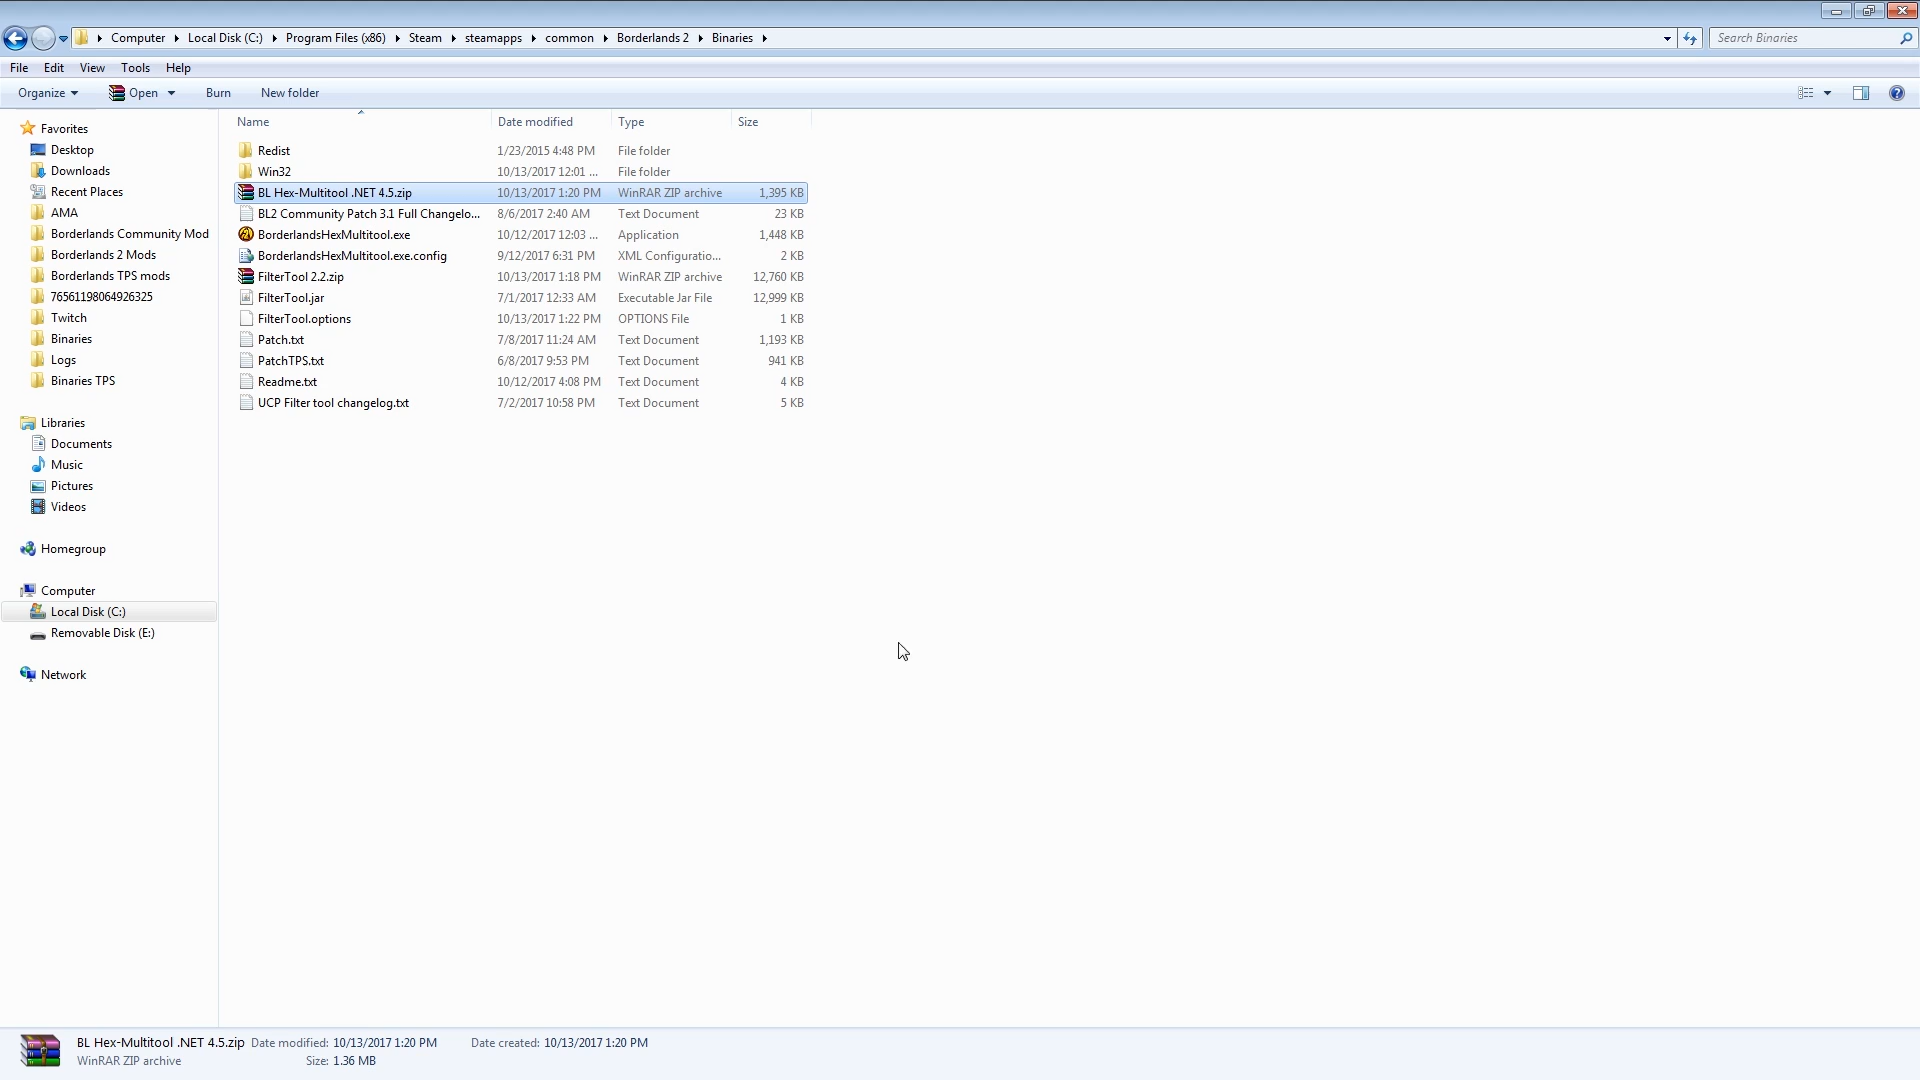 Computer Local Disk (C:) Program Files (x86) Steam steamapps common Borderlands 2 Binaries
Search Binaries
File Edit View Tools Help
Organize Open Burn New folder
Favorites
Desktop
Downloads
Recent Places
AMA
Borderlands Community Mod
Borderlands 2 Mods
Borderlands TPS mods
76561198064926325
Twitch
Binaries
Logs
Binaries TPS
Libraries
Documents
Music
Pictures
Videos
Homegroup
Computer
Local Disk (C:)
Removable Disk (E:)
Network
Name Date modified Type Size
Redist 1/23/2015 4:48 PM File folder
Win32 10/13/2017 12:01 ... File folder
BL Hex-Multitool .NET 4.5.zip 10/13/2017 1:20 PM WinRAR ZIP archive 1,395 KB
BL2 Community Patch 3.1 Full Changelo... 8/6/2017 2:40 AM Text Document 23 KB
BorderlandsHexMultitool.exe 10/12/2017 12:03 ... Application 1,448 KB
BorderlandsHexMultitool.exe.config 9/12/2017 6:31 PM XML Configuratio... 2 KB
FilterTool 2.2.zip 10/13/2017 1:18 PM WinRAR ZIP archive 12,760 KB
FilterTool.jar 7/1/2017 12:33 AM Executable Jar File 12,999 KB
FilterTool.options 10/13/2017 1:22 PM OPTIONS File 1 KB
Patch.txt 7/8/2017 11:24 AM Text Document 1,193 KB
PatchTPS.txt 6/8/2017 9:53 PM Text Document 941 KB
Readme.txt 10/12/2017 4:08 PM Text Document 4 KB
UCP Filter tool changelog.txt 7/2/2017 10:58 PM Text Document 5 KB
BL Hex-Multitool .NET 4.5.zip Date modified: 10/13/2017 1:20 PM Date created: 10/13/2017 1:20 PM
WinRAR ZIP archive Size: 1.36 MB